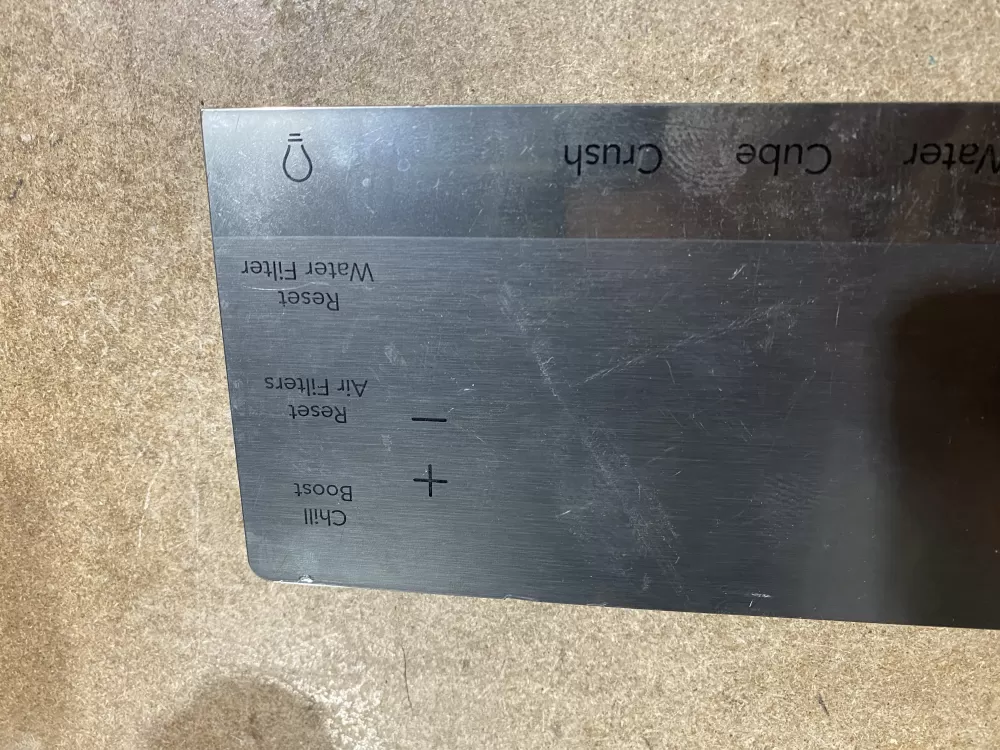 Chill
Boost
+
Reset
Air Filters
−
Reset
Water Filter
Water Cube Crush